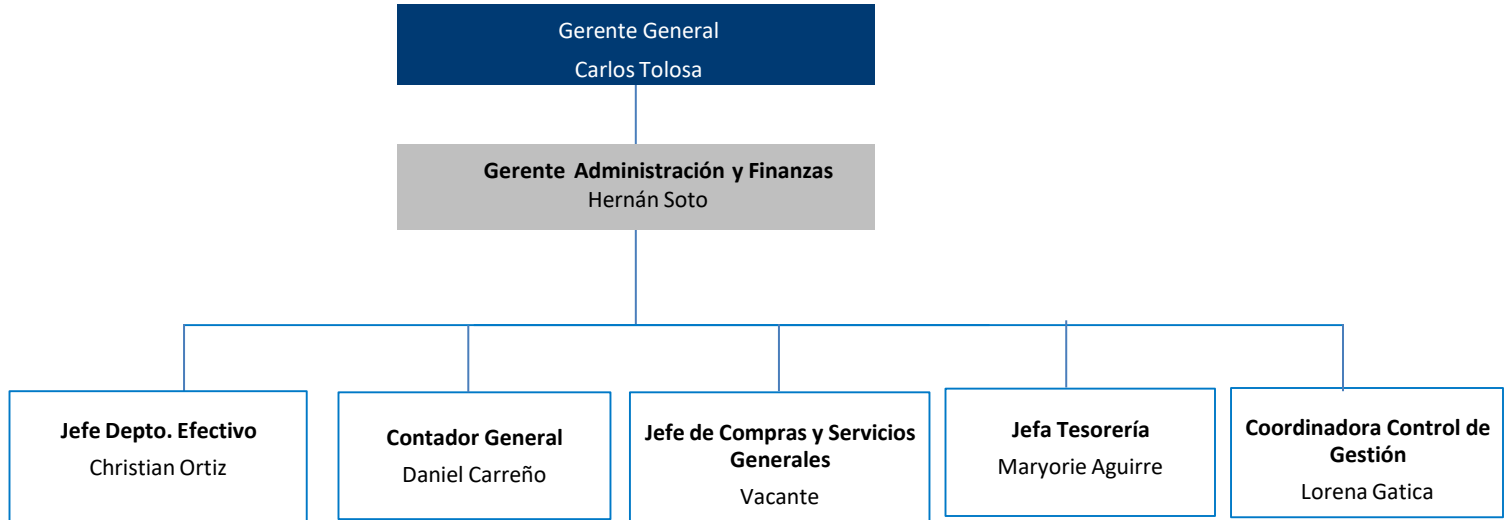 Gerente General
Carlos Tolosa
Gerente Administración y Finanzas
Hernán Soto
Jefe Depto. Efectivo
Christian Ortiz
Contador General
Daniel Carreño
Jefe de Compras y Servicios
Generales
Vacante
Jefa Tesorería
Maryorie Aguirre
Coordinadora Control de
Gestión
Lorena Gatica